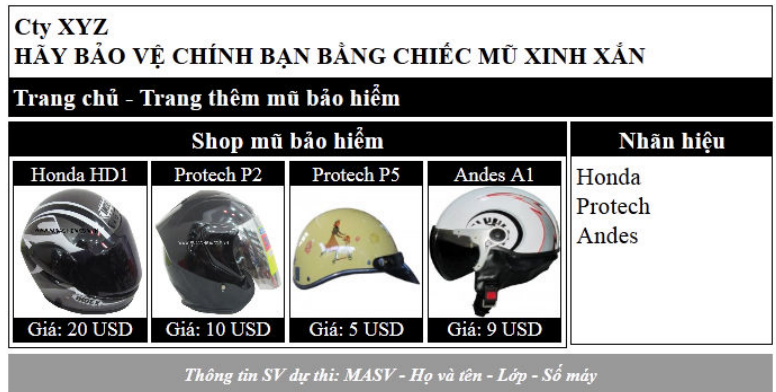 Cty XYZ
HÃY BẢO VỆ CHÍNH BẠN BẰNG CHIẾC MŨ XINH XẮN
Trang chủ - Trang thêm mũ bảo hiểm
Shop mũ bảo hiểm
Honda HD1
Protech P2
Protech P5
Andes A1
Giá: 20 USD
Giá: 10 USD
Giá: 5 USD
Giá: 9 USD
Nhãn hiệu
Honda
Protech
Andes
Thông tin SV dự thi: MASV - Họ và tên - Lớp - Số máy